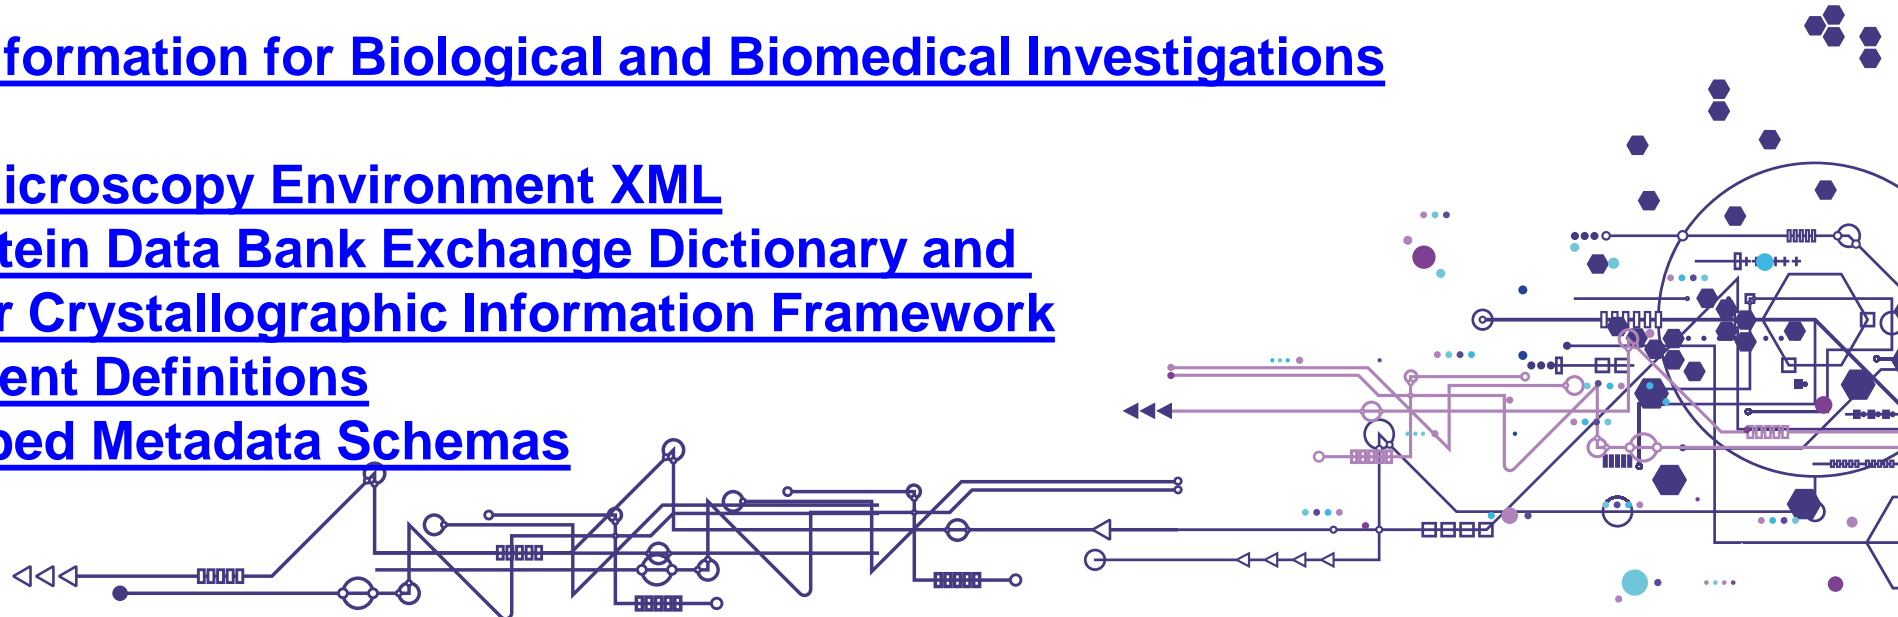 formation for Biological and Biomedical Investigations
icroscopy Environment XML
tein Data Bank Exchange Dictionary and
r Crystallographic Information Framework
ent Definitions
ped Metadata Schemas